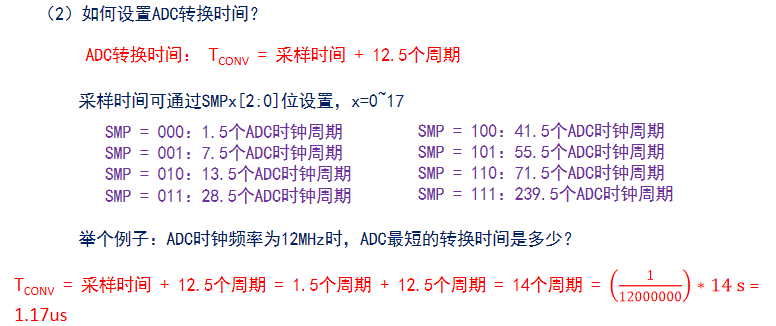 （2）如何设置ADC转换时间？
ADC转换时间： T_CONV = 采样时间 + 12.5个周期
采样时间可通过SMPx[2:0]位设置，x=0~17
SMP = 000：1.5个ADC时钟周期 SMP = 100：41.5个ADC时钟周期
SMP = 001：7.5个ADC时钟周期 SMP = 101：55.5个ADC时钟周期
SMP = 010：13.5个ADC时钟周期 SMP = 110：71.5个ADC时钟周期
SMP = 011：28.5个ADC时钟周期 SMP = 111：239.5个ADC时钟周期
举个例子：ADC时钟频率为12MHz时，ADC最短的转换时间是多少？
T_CONV = 采样时间 + 12.5个周期 = 1.5个周期 + 12.5个周期 = 14个周期 = (1/12000000) * 14 s =
1.17us